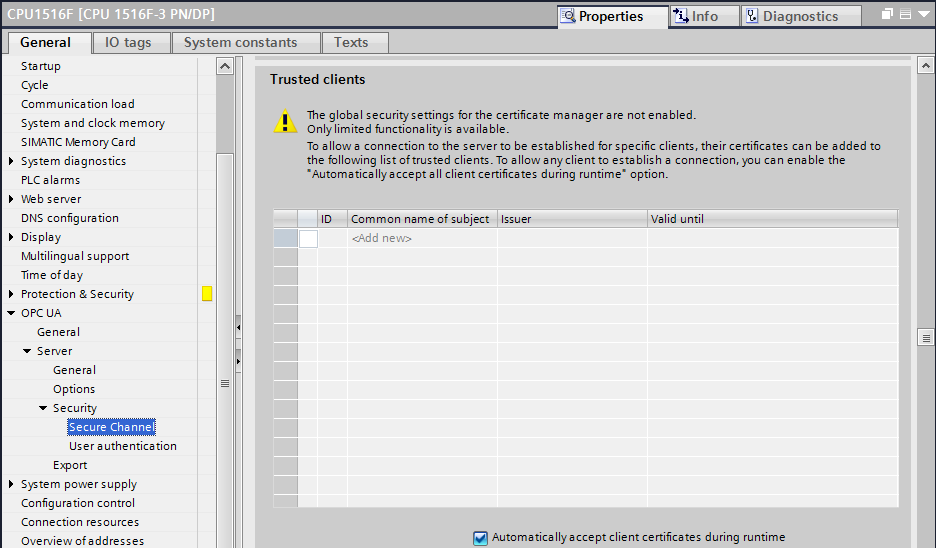 CPU1516F [CPU 1516F-3 PN/DP]
Properties
Info
Diagnostics
General
IO tags
System constants
Texts
Startup
Cycle
Communication load
System and clock memory
SIMATIC Memory Card
System diagnostics
PLC alarms
Web server
DNS configuration
Display
Multilingual support
Time of day
Protection & Security
OPC UA
General
Server
General
Options
Security
Secure Channel
User authentication
Export
System power supply
Configuration control
Connection resources
Overview of addresses
Trusted clients
The global security settings for the certificate manager are not enabled.
Only limited functionality is available.
To allow a connection to the server to be established for specific clients, their certificates can be added to
the following list of trusted clients. To allow any client to establish a connection, you can enable the
"Automatically accept all client certificates during runtime" option.
ID Common name of subject Issuer Valid until
<Add new>
Automatically accept client certificates during runtime